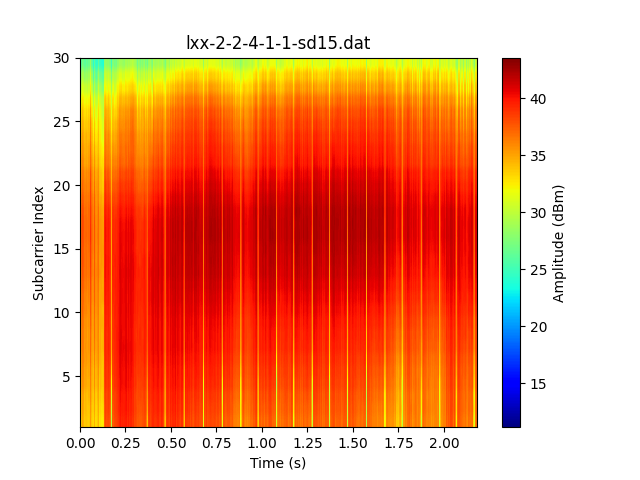 lxx-2-2-4-1-1-sd15.dat
30
25
20
15
10
5
Subcarrier Index
0.00 0.25 0.50 0.75 1.00 1.25 1.50 1.75 2.00
Time (s)
40
35
30
25
20
15
Amplitude (dBm)